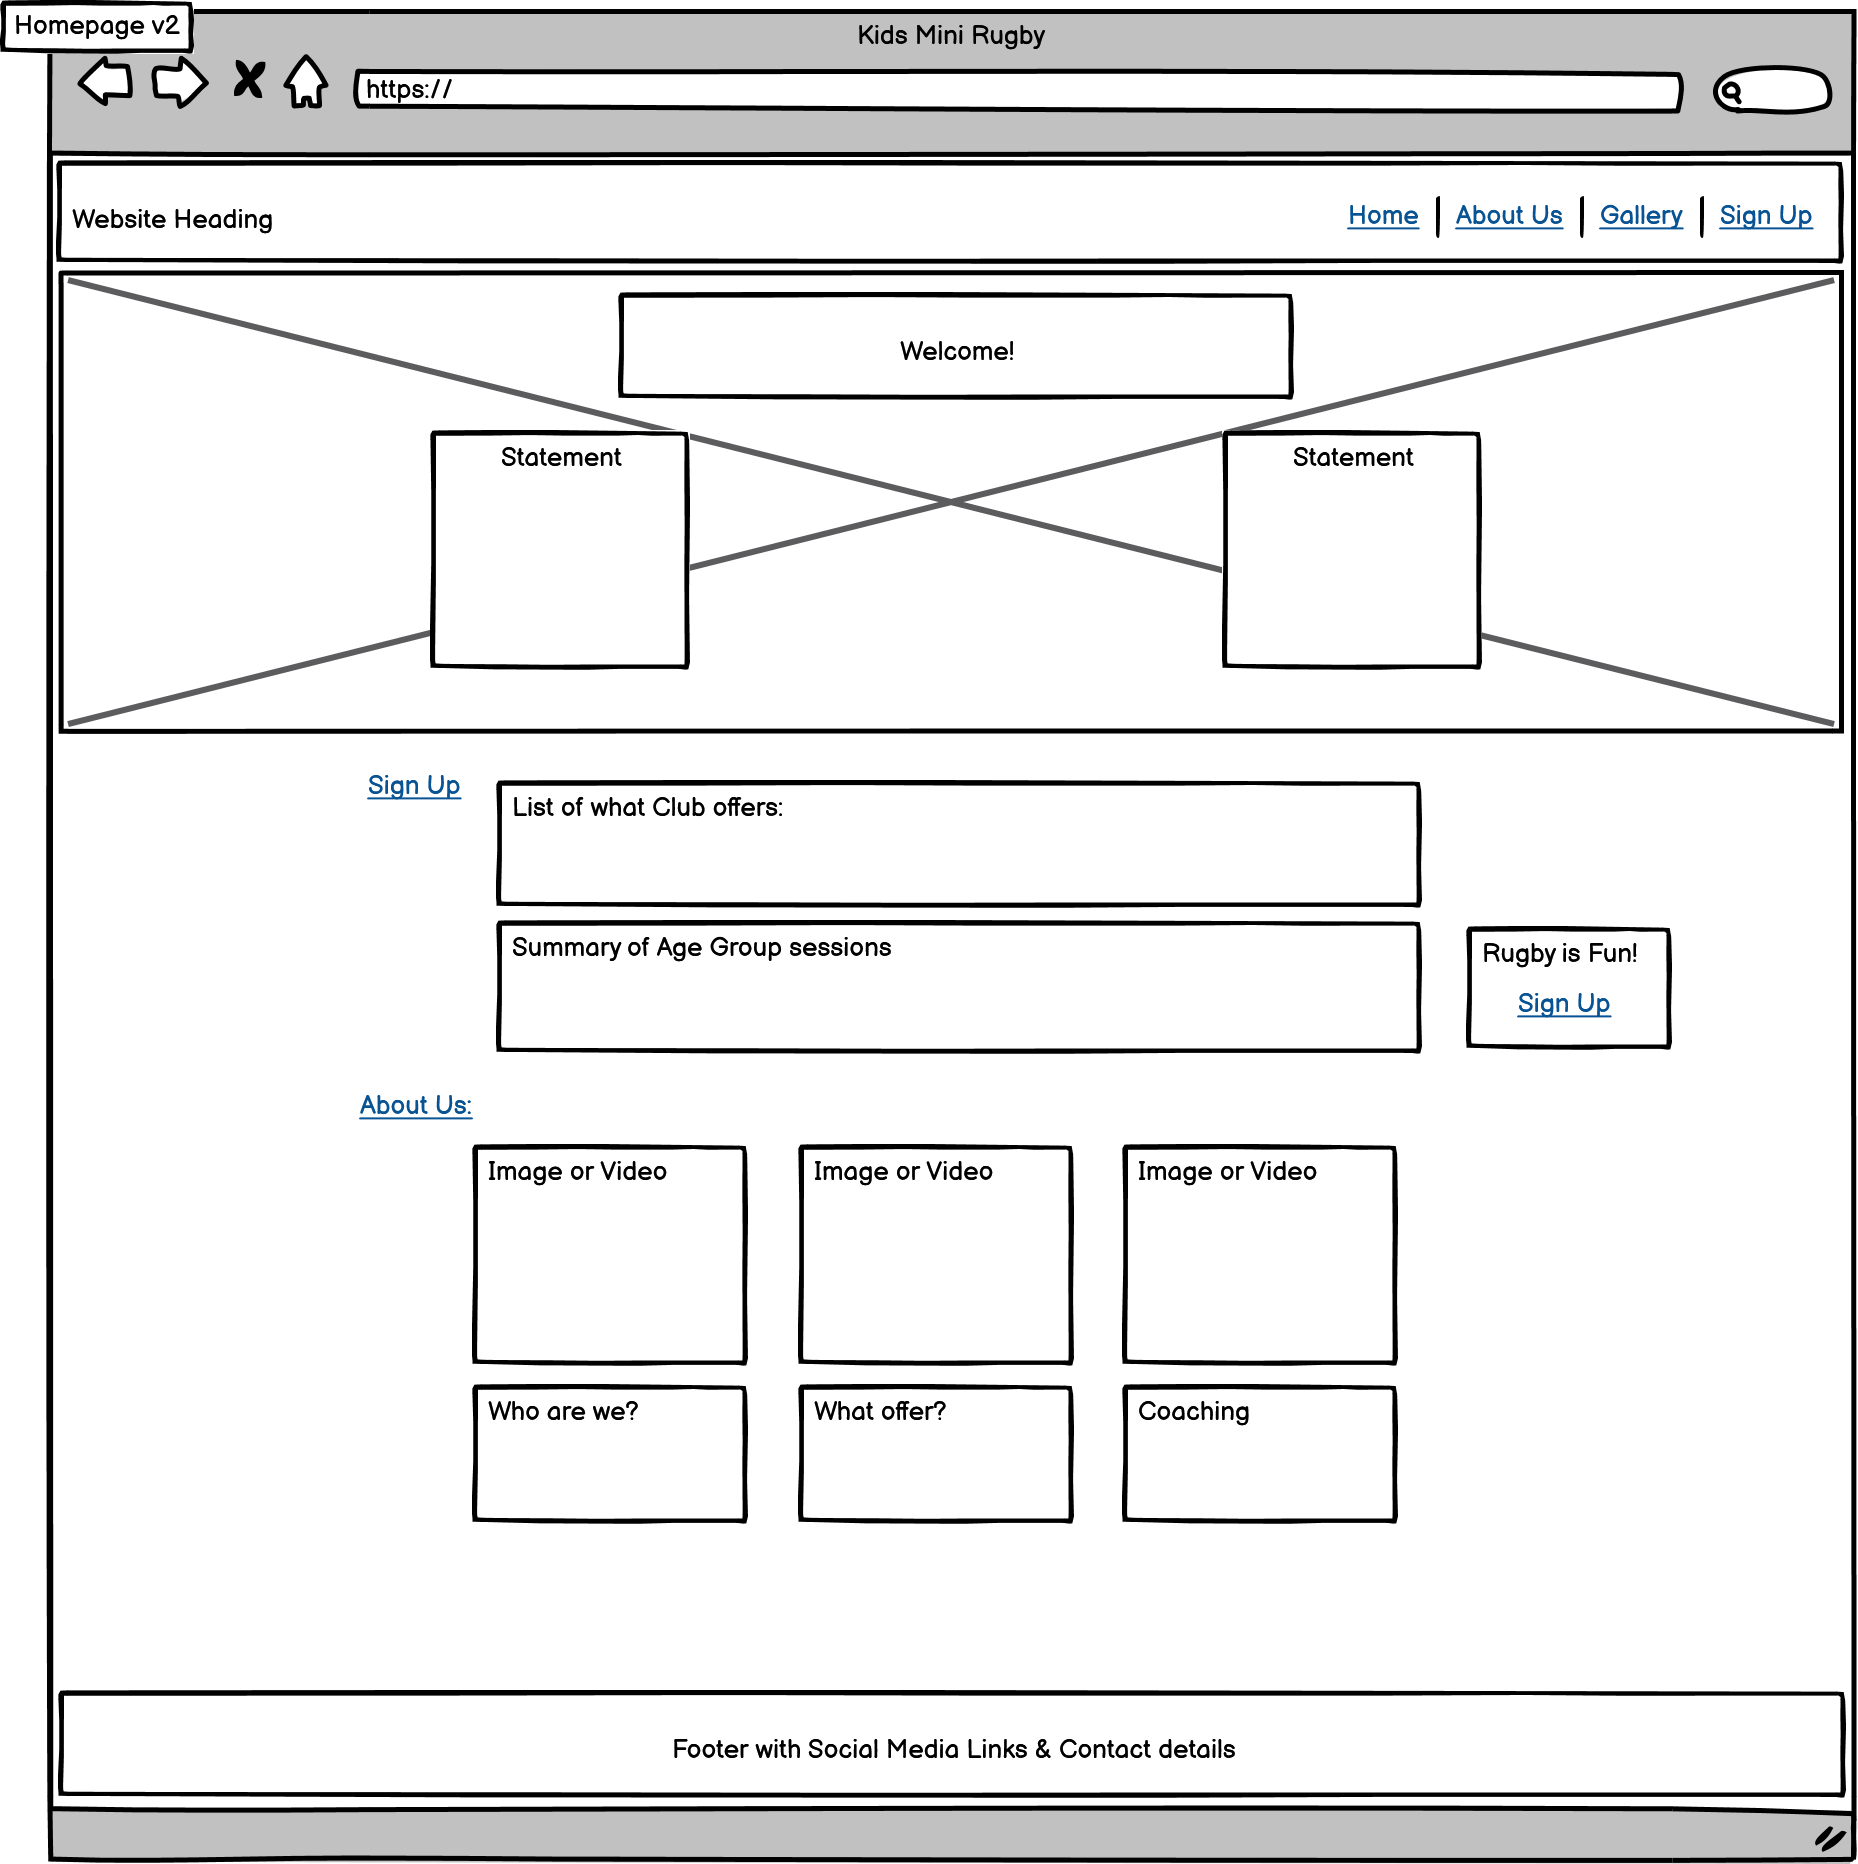 Homepage v2
Kids Mini Rugby
https://
Website Heading
Home | About Us | Gallery | Sign Up
Welcome!
Statement
Statement
Sign Up
List of what Club offers:
Summary of Age Group sessions
Rugby is Fun!
Sign Up
About Us:
Image or Video
Image or Video
Image or Video
Who are we?
What offer?
Coaching
Footer with Social Media Links & Contact details